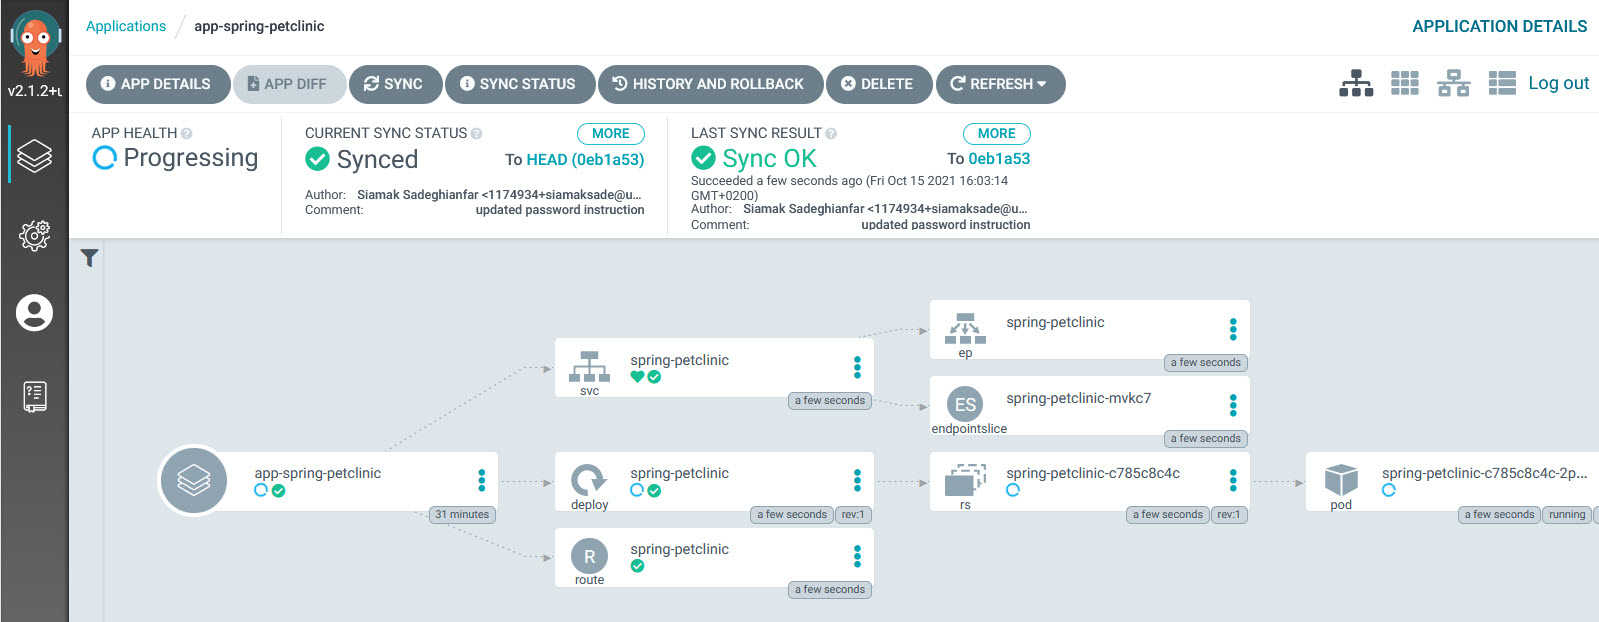 Applications / app-spring-petclinic
APPLICATION DETAILS
v2.1.2+
APP DETAILS
APP DIFF
SYNC
SYNC STATUS
HISTORY AND ROLLBACK
DELETE
REFRESH
Log out
APP HEALTH
Progressing
CURRENT SYNC STATUS
MORE
Synced
To HEAD (0eb1a53)
Author: Siamak Sadeghianfar <1174934+siamaksade@u...
Comment: updated password instruction
LAST SYNC RESULT
MORE
Sync OK
To 0eb1a53
Succeeded a few seconds ago (Fri Oct 15 2021 16:03:14
GMT+0200)
Author: Siamak Sadeghianfar <1174934+siamaksade@u...
Comment: updated password instruction
spring-petclinic
ep
a few seconds
spring-petclinic
svc
a few seconds
ES
spring-petclinic-mvkc7
endpointslice
a few seconds
app-spring-petclinic
31 minutes
spring-petclinic
deploy
a few seconds
rev:1
spring-petclinic-c785c8c4c
rs
a few seconds
rev:1
spring-petclinic-c785c8c4c-2p...
pod
a few seconds
running
R
spring-petclinic
route
a few seconds